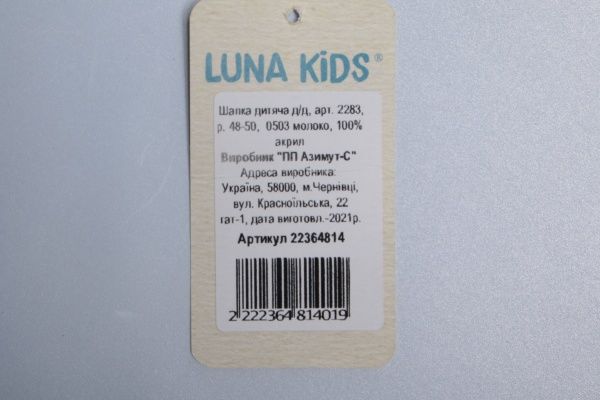 LUNA KiDS®
Шапка дитяча д/д, арт. 2283,
р. 48-50, 0503 молоко, 100%
акрил
Виробник "ПП Азимут-С"
Адреса виробника:
Україна, 58000, м.Чернівці,
вул. Красноільська, 22
гат-1, дата виготовл.-2021р.
Артикул 22364814
2 222364 814019